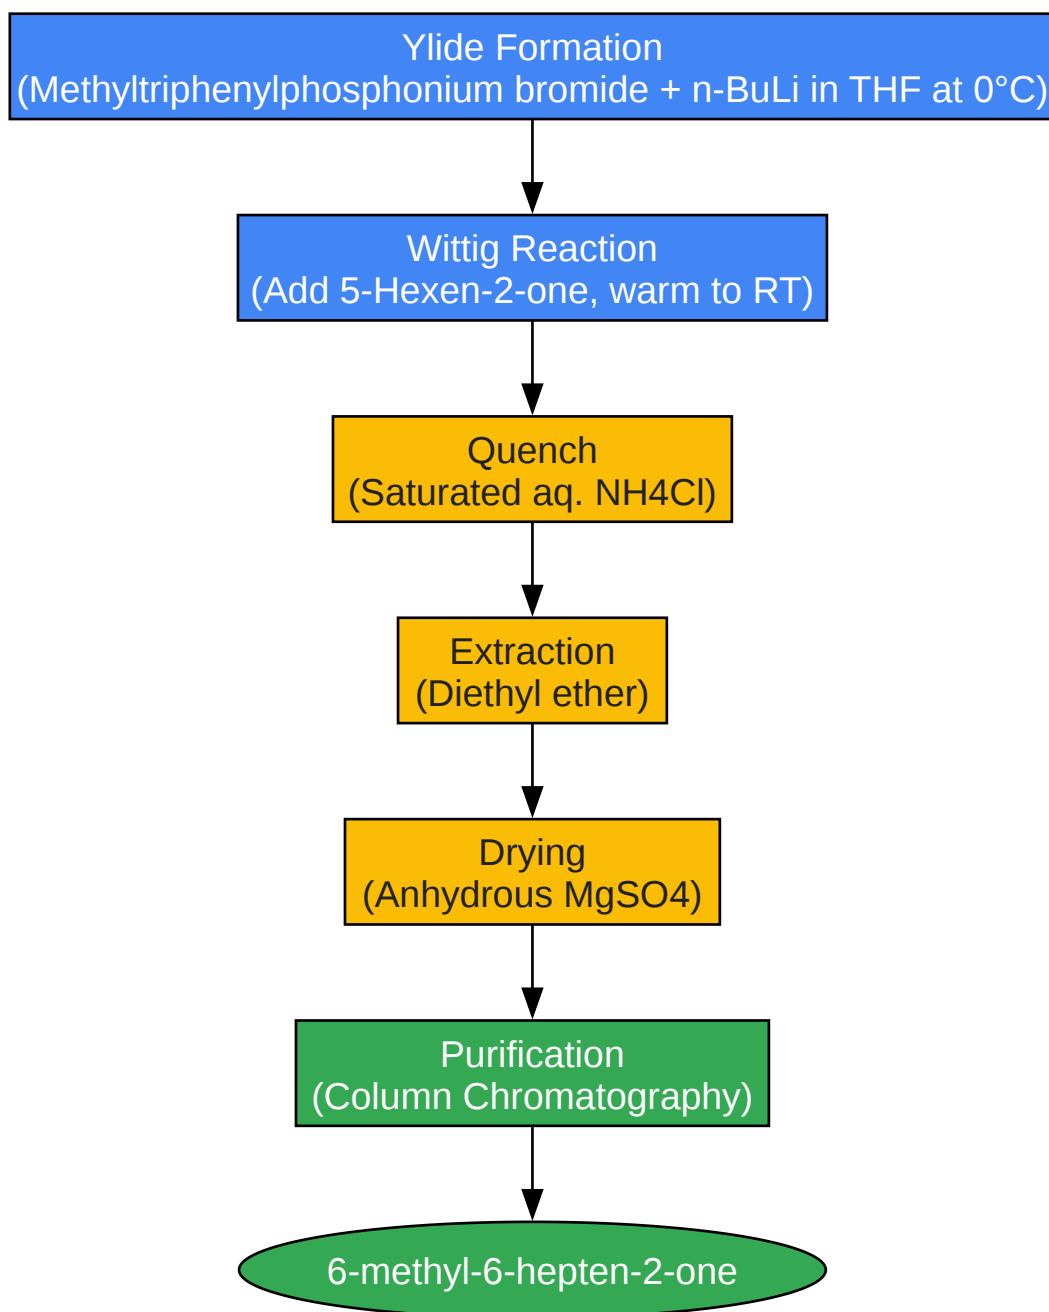 Ylide Formation
(Methyltriphenylphosphonium bromide + n-BuLi in THF at 0°C)
Wittig Reaction
(Add 5-Hexen-2-one, warm to RT)
Quench
(Saturated aq. NH4Cl)
Extraction
(Diethyl ether)
Drying
(Anhydrous MgSO4)
Purification
(Column Chromatography)
6-methyl-6-hepten-2-one